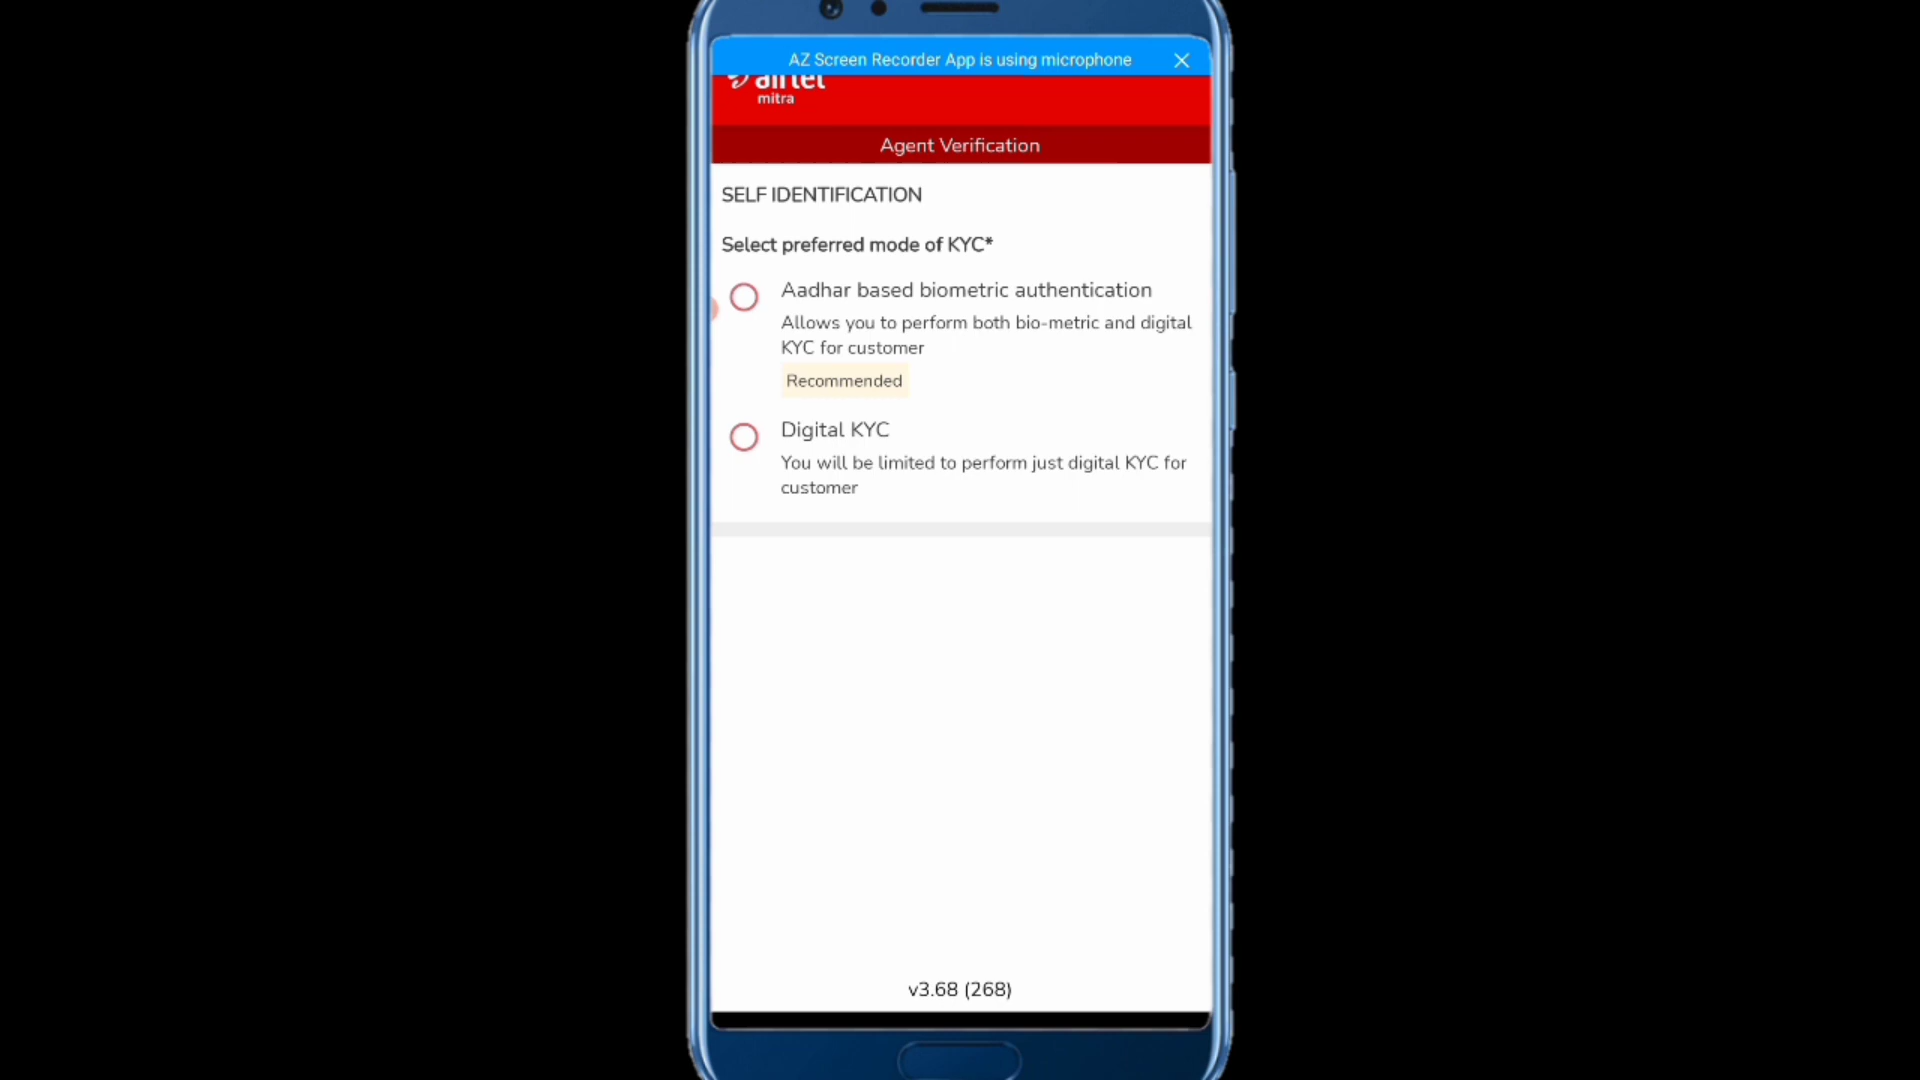 AZ Screen Recorder App is using microphone
airtel
mitra
Agent Verification
SELF IDENTIFICATION
Select preferred mode of KYC*
Aadhar based biometric authentication
Allows you to perform both bio-metric and digital
KYC for customer
Recommended
Digital KYC
You will be limited to perform just digital KYC for
customer
v3.68 (268)